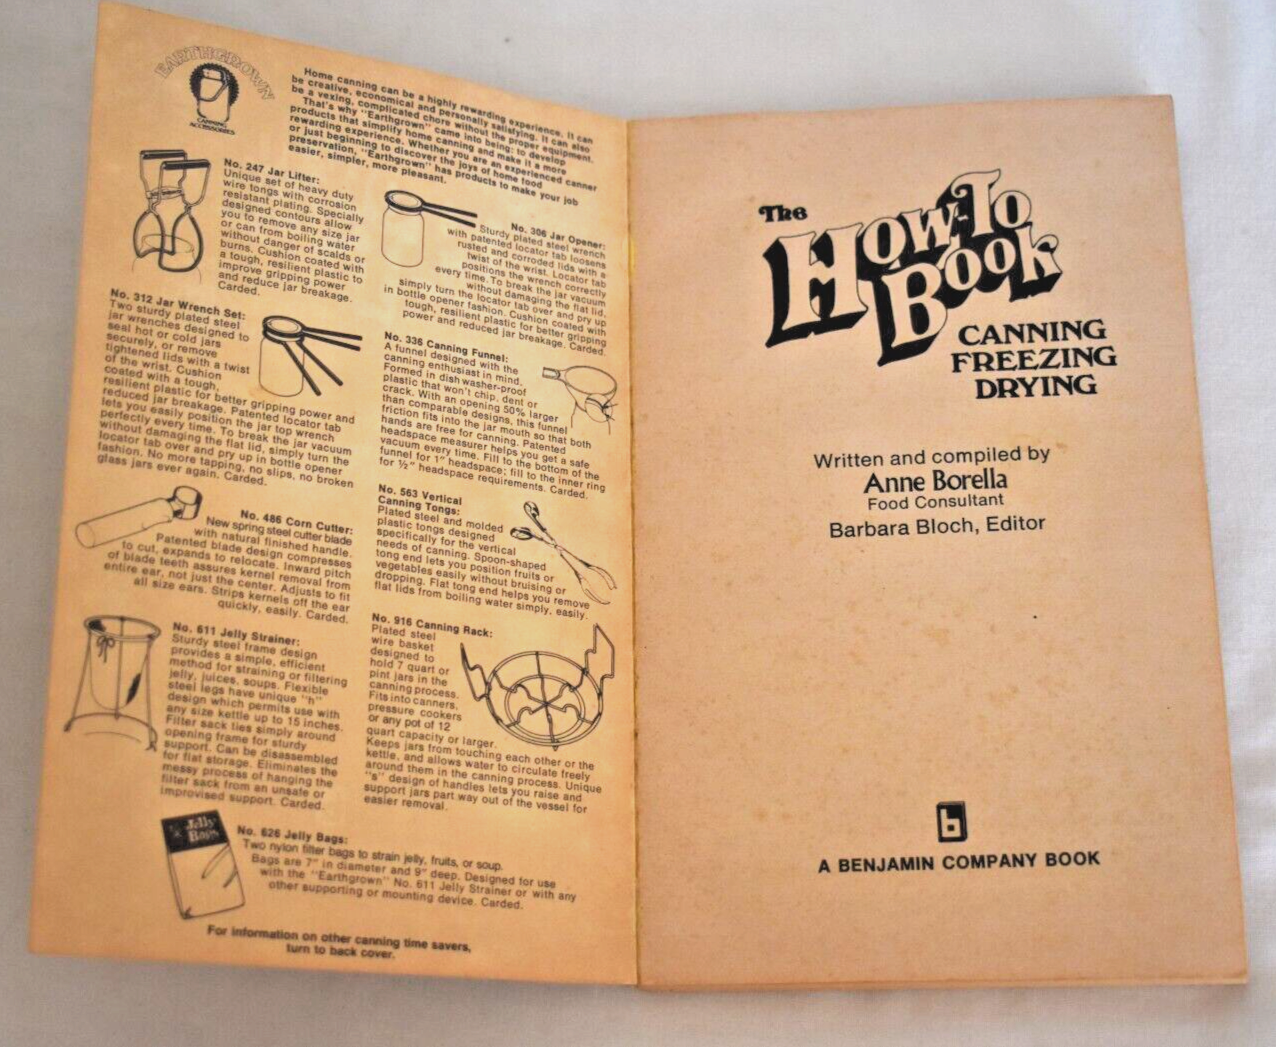 EARTHGROWN
CANNING
ACCESSORIES
Home canning can be a highly rewarding experience. It can
be creative, economical and personally satisfying. It can also
be a vexing, complicated chore without the proper equipment.
That's why "Earthgrown" came into being: to develop
products that simplify home canning and make it a more
rewarding experience. Whether you are an experienced canner
or just beginning to discover the joys of home food
preservation, "Earthgrown" has products to make your job
easier, simpler, more pleasant.
No. 247 Jar Lifter:
Unique set of heavy duty
wire tongs with corrosion
resistant plating. Specially
designed contours allow
you to remove any size jar
or can from boiling water
without danger of scalds or
burns. Cushion coated with
a tough, resilient plastic to
improve gripping power
and reduce jar breakage.
Carded.
No. 312 Jar Wrench Set:
Two sturdy plated steel
jar wrenches designed to
seal hot or cold jars
securely, or remove
tightened lids with a twist
of the wrist. Cushion
coated with a tough,
resilient plastic for better gripping power and
reduced jar breakage. Patented locator tab
lets you easily position the jar top wrench
perfectly every time. To break the jar vacuum
without damaging the flat lid, simply turn the
locator tab over and pry up in bottle opener
fashion. No more tapping, no slips, no broken
glass jars ever again. Carded.
No. 486 Corn Cutter:
New spring steel cutter blade
with natural finished handle.
Patented blade design compresses
to cut, expands to relocate. Inward pitch
of blade teeth assures kernel removal from
entire ear, not just the center. Adjusts to fit
all size ears. Strips kernels off the ear
quickly, easily. Carded.
No. 611 Jelly Strainer:
Sturdy steel frame design
provides a simple, efficient
method for straining or filtering
jelly, juices, soups. Flexible
steel legs have unique "h"
design which permits use with
any size kettle up to 15 inches.
Filter sack ties simply around
opening frame for sturdy
support. Can be disassembled
for flat storage. Eliminates the
messy process of hanging the
filter sack from an unsafe or
improvised support. Carded.
No. 306 Jar Opener:
Sturdy plated steel wrench
with patented locator tab loosens
rusted and corroded lids with a
twist of the wrist. Locator tab
positions the wrench correctly
every time. To break the jar vacuum
without damaging the flat lid,
simply turn the locator tab over and pry up
in bottle opener fashion. Cushion coated with
tough, resilient plastic for better gripping
power and reduced jar breakage. Carded.
No. 336 Canning Funnel:
A funnel designed with the
canning enthusiast in mind.
Formed in dish washer-proof
plastic that won't chip, dent or
crack. With an opening 50% larger
than comparable designs, this funnel
friction fits into the jar mouth so that both
hands are free for canning. Patented
headspace measurer helps you get a safe
vacuum every time. Fill to the bottom of the
funnel for 1" headspace; fill to the inner ring
for ½" headspace requirements. Carded.
No. 563 Vertical
Canning Tongs:
Plated steel and molded
plastic tongs designed
specifically for the vertical
needs of canning. Spoon-shaped
tong end lets you position fruits or
vegetables easily without bruising or
dropping. Flat tong end helps you remove
flat lids from boiling water simply, easily.
No. 916 Canning Rack:
Plated steel
wire basket
designed to
hold 7 quart or
pint jars in the
canning process.
Fits into canners,
pressure cookers
or any pot of 12
quart capacity or larger.
Keeps jars from touching each other or the
kettle, and allows water to circulate freely
around them in the canning process. Unique
"s" design of handles lets you raise and
support jars part way out of the vessel for
easier removal.
Jelly
Bags
No. 626 Jelly Bags:
Two nylon filter bags to strain jelly, fruits, or soup.
Bags are 7" in diameter and 9" deep. Designed for use
with the "Earthgrown" No. 611 Jelly Strainer or with any
other supporting or mounting device. Carded.
For information on other canning time savers,
turn to back cover.
The
How-To
Book
CANNING
FREEZING
DRYING
Written and compiled by
Anne Borella
Food Consultant
Barbara Bloch, Editor
b
A BENJAMIN COMPANY BOOK